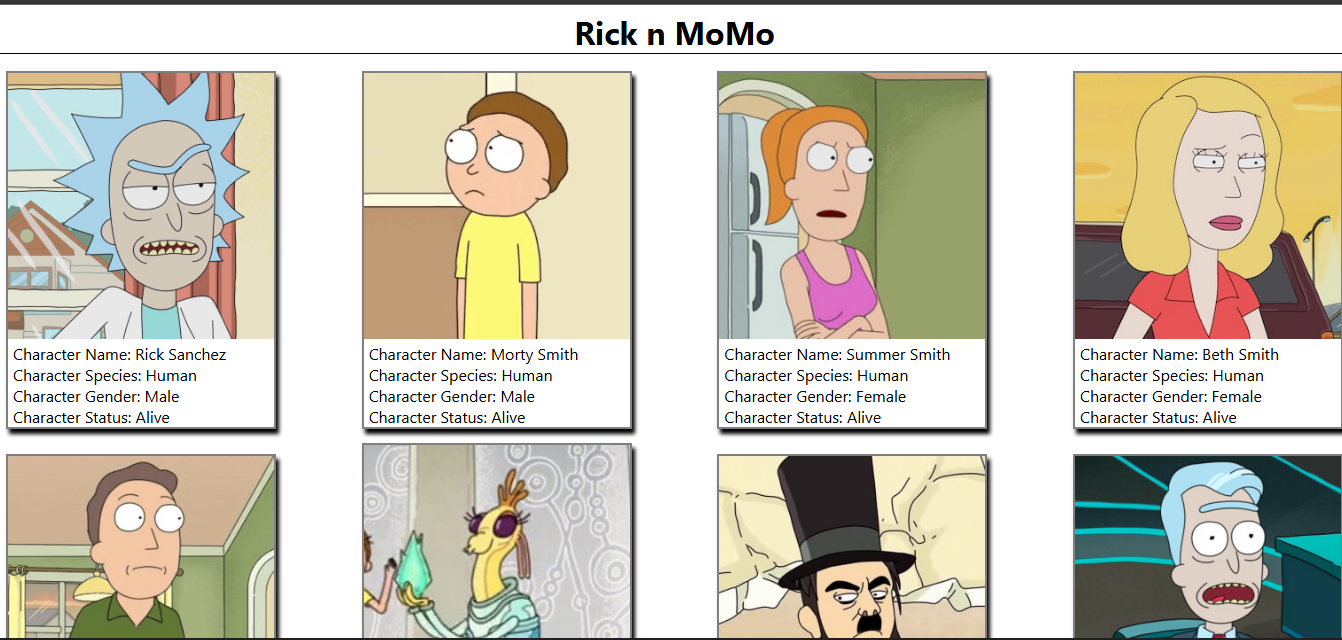 Rick n MoMo
Character Name: Rick Sanchez
Character Species: Human
Character Gender: Male
Character Status: Alive
Character Name: Morty Smith
Character Species: Human
Character Gender: Male
Character Status: Alive
Character Name: Summer Smith
Character Species: Human
Character Gender: Female
Character Status: Alive
Character Name: Beth Smith
Character Species: Human
Character Gender: Female
Character Status: Alive